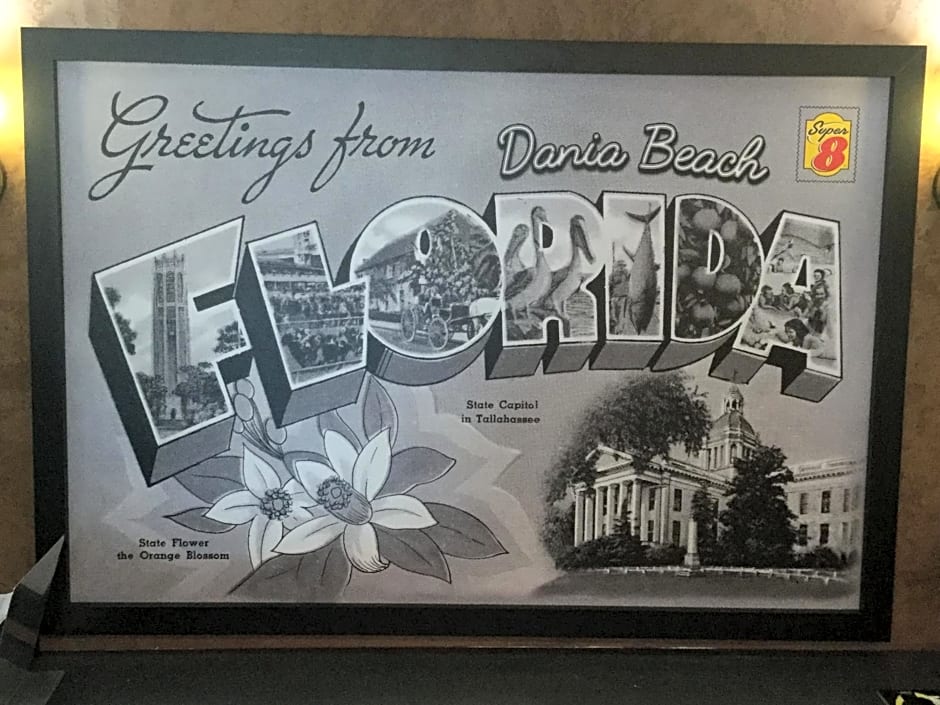 Greetings from
Dania Beach
Super
8
FLORIDA
State Capitol
in Tallahassee
State Flower
the Orange Blossom